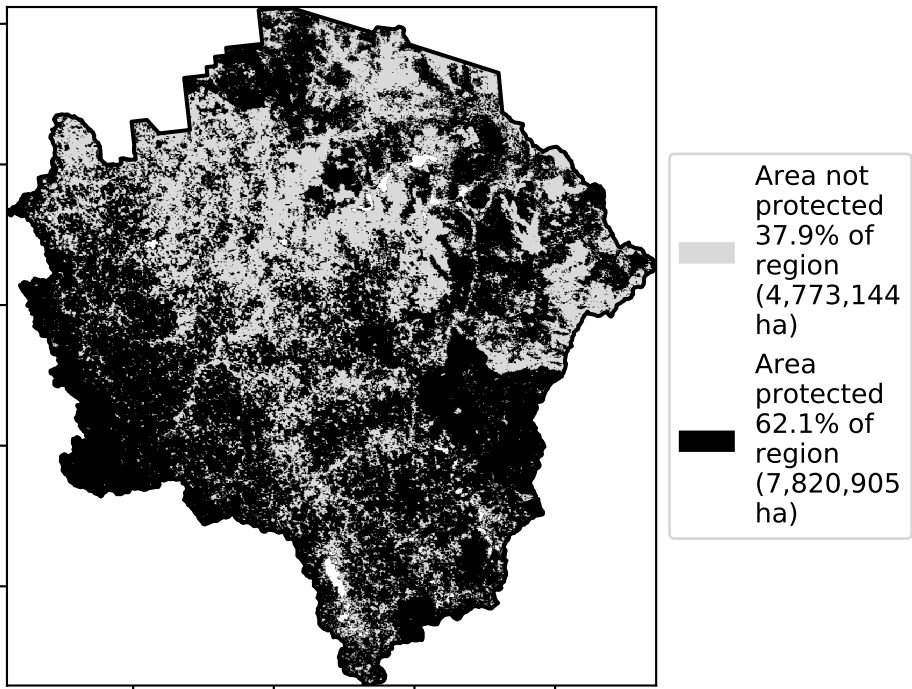 Area not
protected
37.9% of
region
(4,773,144
ha)
Area
protected
62.1% of
region
(7,820,905
ha)